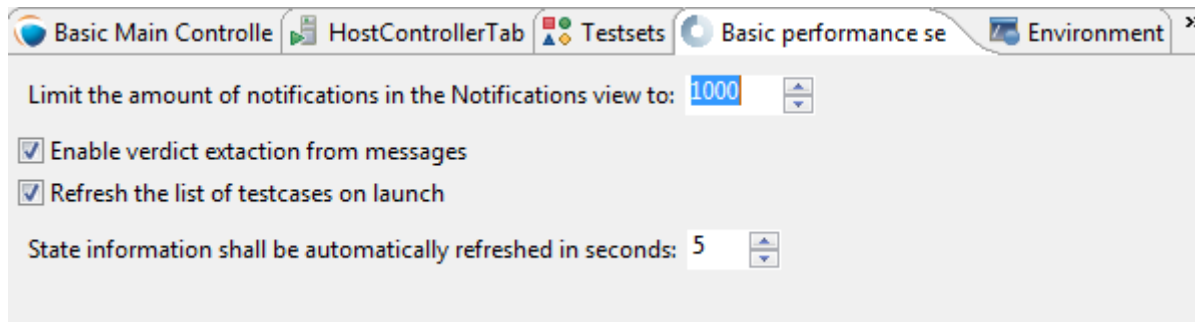 Basic Main Controlle HostControllerTab Testsets Basic performance se Environment »
Limit the amount of notifications in the Notifications view to: 1000
Enable verdict extaction from messages
Refresh the list of testcases on launch
State information shall be automatically refreshed in seconds: 5